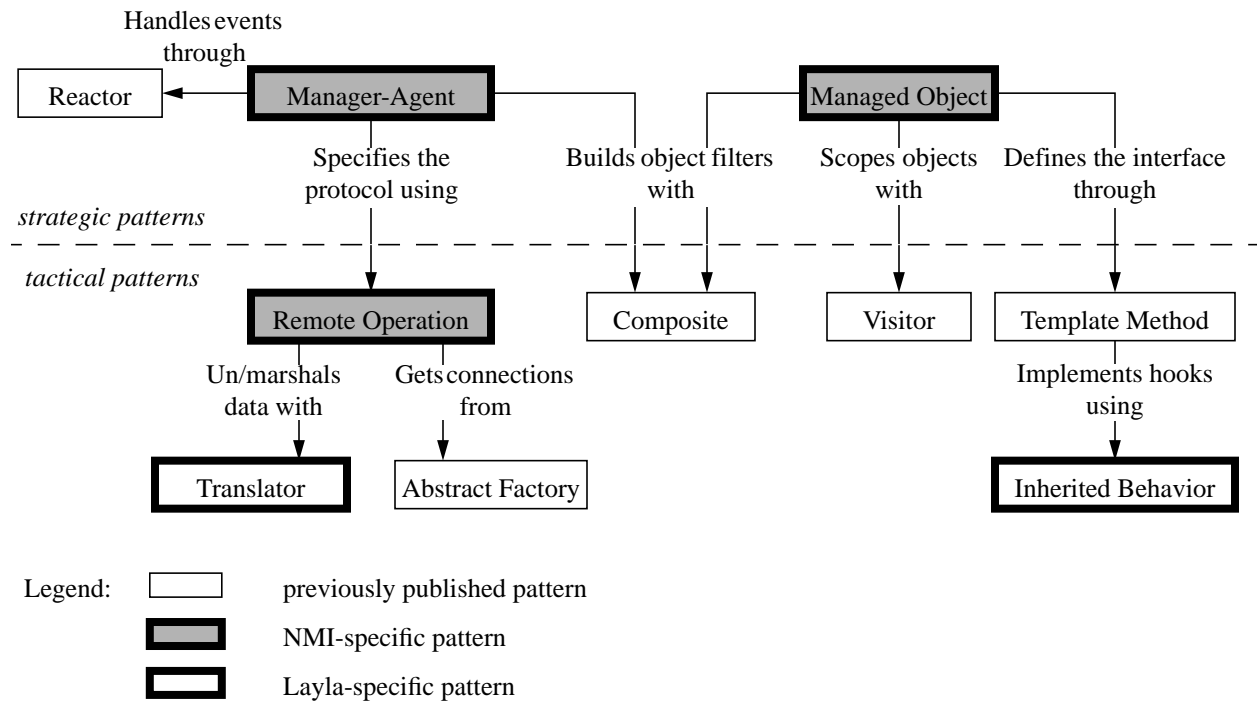 Handles events
through
Reactor
Manager-Agent
Managed Object
Specifies the
protocol using
Builds object filters
with
Scopes objects
with
Defines the interface
through
strategic patterns
tactical patterns
Remote Operation
Composite
Visitor
Template Method
Un/marshals
data with
Gets connections
from
Implements hooks
using
Translator
Abstract Factory
Inherited Behavior
Legend:
previously published pattern
NMI-specific pattern
Layla-specific pattern